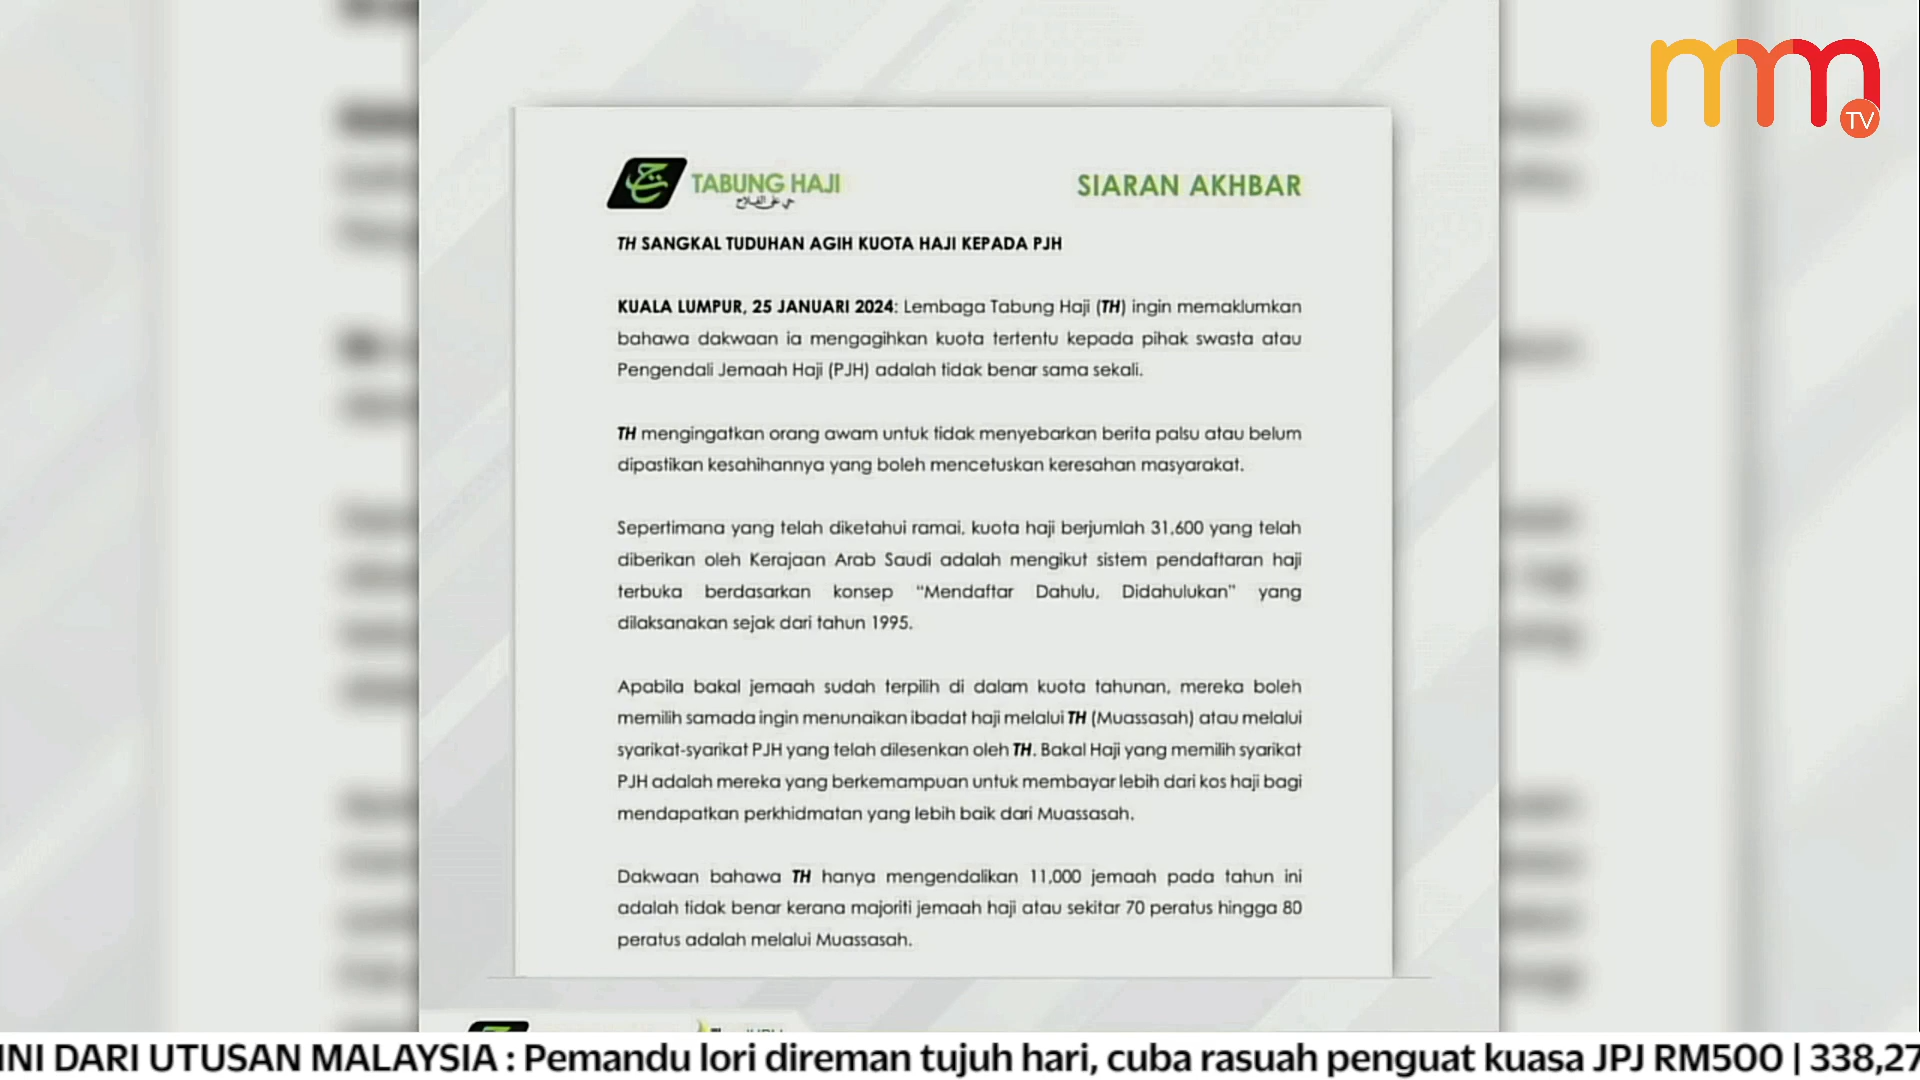 mm
TV
TABUNG HAJI
حي على الفلاح
SIARAN AKHBAR
TH SANGKAL TUDUHAN AGIH KUOTA HAJI KEPADA PJH
KUALA LUMPUR, 25 JANUARI 2024: Lembaga Tabung Haji (TH) ingin memaklumkan
bahawa dakwaan ia mengagihkan kuota tertentu kepada pihak swasta atau
Pengendali Jemaah Haji (PJH) adalah tidak benar sama sekali.
TH mengingatkan orang awam untuk tidak menyebarkan berita palsu atau belum
dipastikan kesahihannya yang boleh mencetuskan keresahan masyarakat.
Sepertimana yang telah diketahui ramai, kuota haji berjumlah 31,600 yang telah
diberikan oleh Kerajaan Arab Saudi adalah mengikut sistem pendaftaran haji
terbuka berdasarkan konsep “Mendaftar Dahulu, Didahulukan” yang
dilaksanakan sejak dari tahun 1995.
Apabila bakal jemaah sudah terpilih di dalam kuota tahunan, mereka boleh
memilih samada ingin menunaikan ibadat haji melalui TH (Muassasah) atau melalui
syarikat-syarikat PJH yang telah dilesenkan oleh TH. Bakal Haji yang memilih syarikat
PJH adalah mereka yang berkemampuan untuk membayar lebih dari kos haji bagi
mendapatkan perkhidmatan yang lebih baik dari Muassasah.
Dakwaan bahawa TH hanya mengendalikan 11,000 jemaah pada tahun ini
adalah tidak benar kerana majoriti jemaah haji atau sekitar 70 peratus hingga 80
peratus adalah melalui Muassasah.
INI DARI UTUSAN MALAYSIA : Pemandu lori direman tujuh hari, cuba rasuah penguat kuasa JPJ RM500 | 338,27